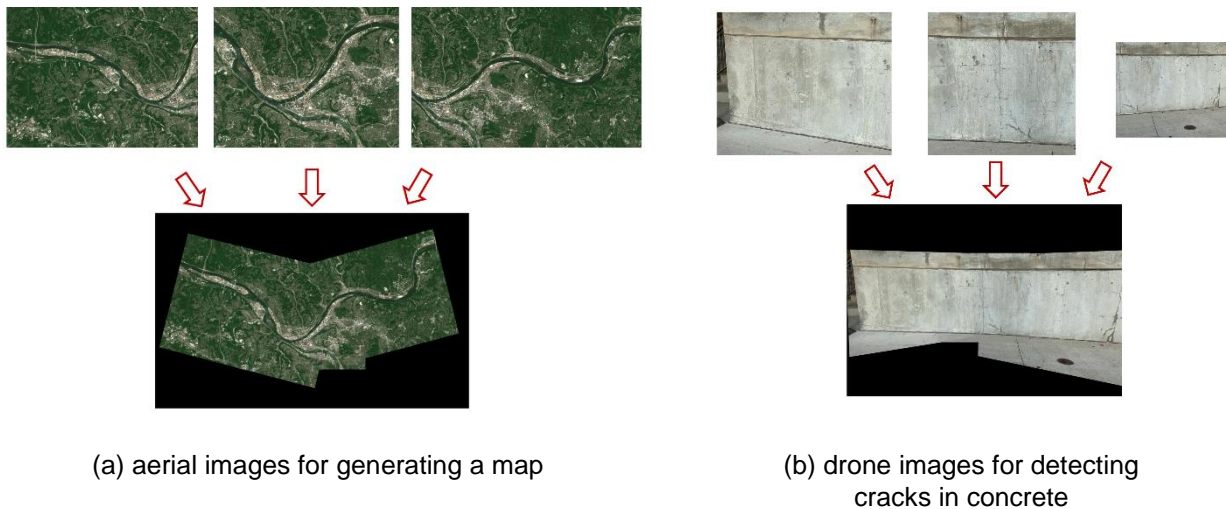 (a) aerial images for generating a map
(b) drone images for detecting
cracks in concrete